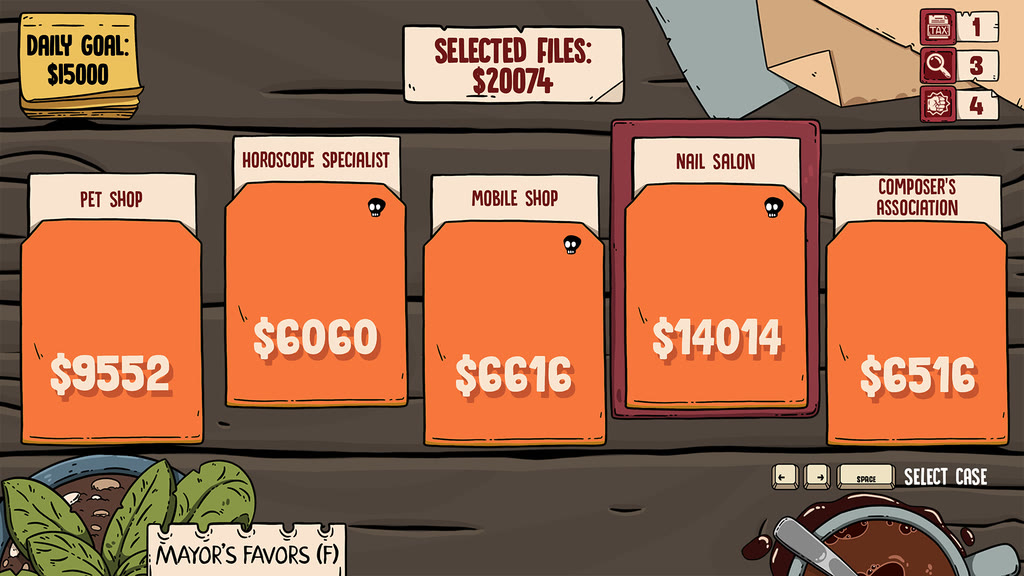 DAILY GOAL:
$15000
SELECTED FILES:
$20074
TAX
1
3
4
PET SHOP
$9552
HOROSCOPE SPECIALIST
$6060
MOBILE SHOP
$6616
NAIL SALON
$14014
COMPOSER'S
ASSOCIATION
$6516
← → SPACE SELECT CASE
MAYOR'S FAVORS (F)